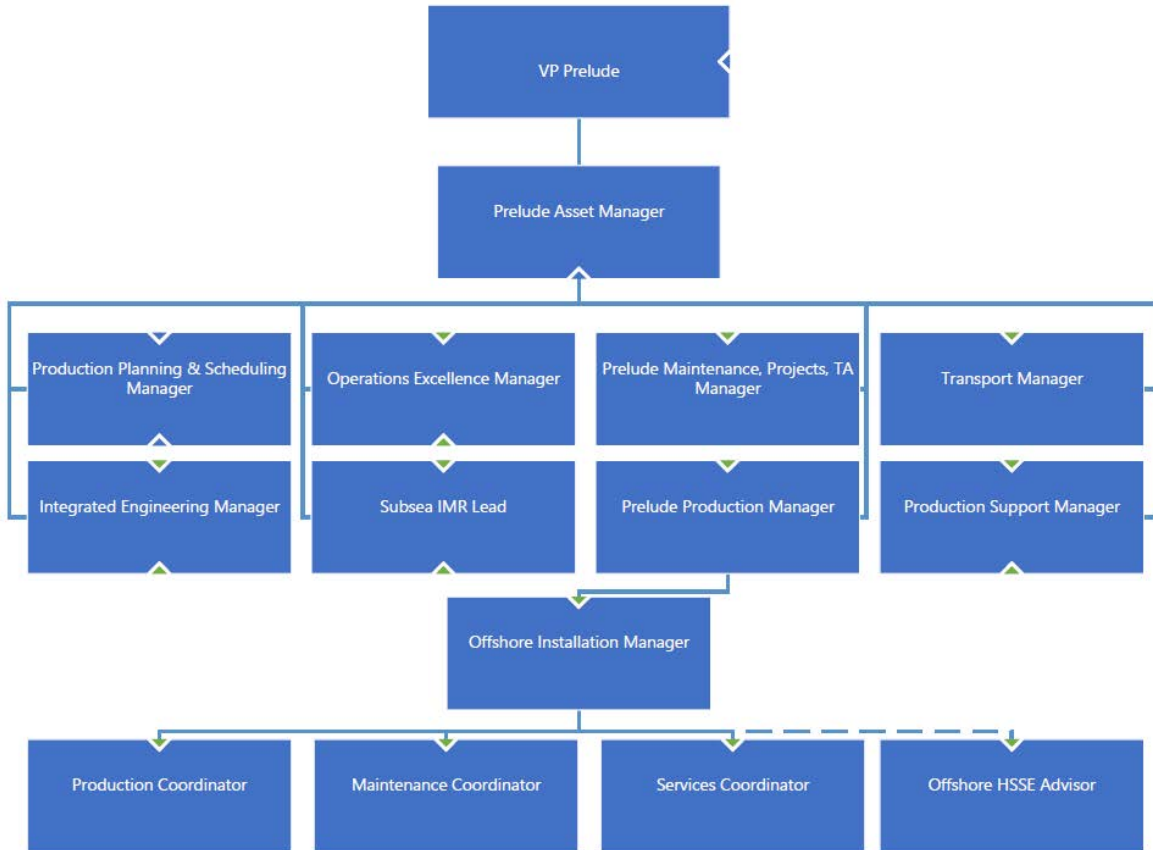 VP Prelude
Prelude Asset Manager
Production Planning & Scheduling
Manager
Operations Excellence Manager
Prelude Maintenance, Projects, TA
Manager
Transport Manager
Integrated Engineering Manager
Subsea IMR Lead
Prelude Production Manager
Production Support Manager
Offshore Installation Manager
Production Coordinator
Maintenance Coordinator
Services Coordinator
Offshore HSSE Advisor